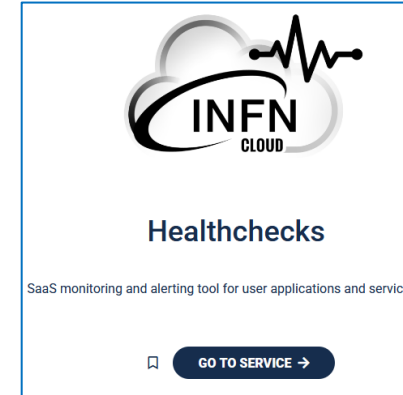 INFN
CLOUD
Healthchecks
SaaS monitoring and alerting tool for user applications and servic
GO TO SERVICE →